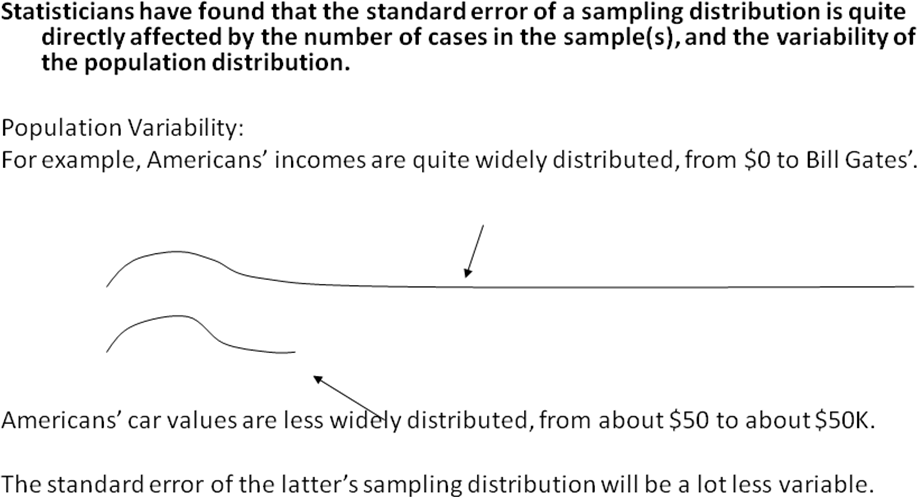 Statisticians have found that the standard error of a sampling distribution is quite
directly affected by the number of cases in the sample(s), and the variability of
the population distribution.
Population Variability:
For example, Americans’ incomes are quite widely distributed, from $0 to Bill Gates’.
Americans’ car values are less widely distributed, from about $50 to about $50K.
The standard error of the latter’s sampling distribution will be a lot less variable.